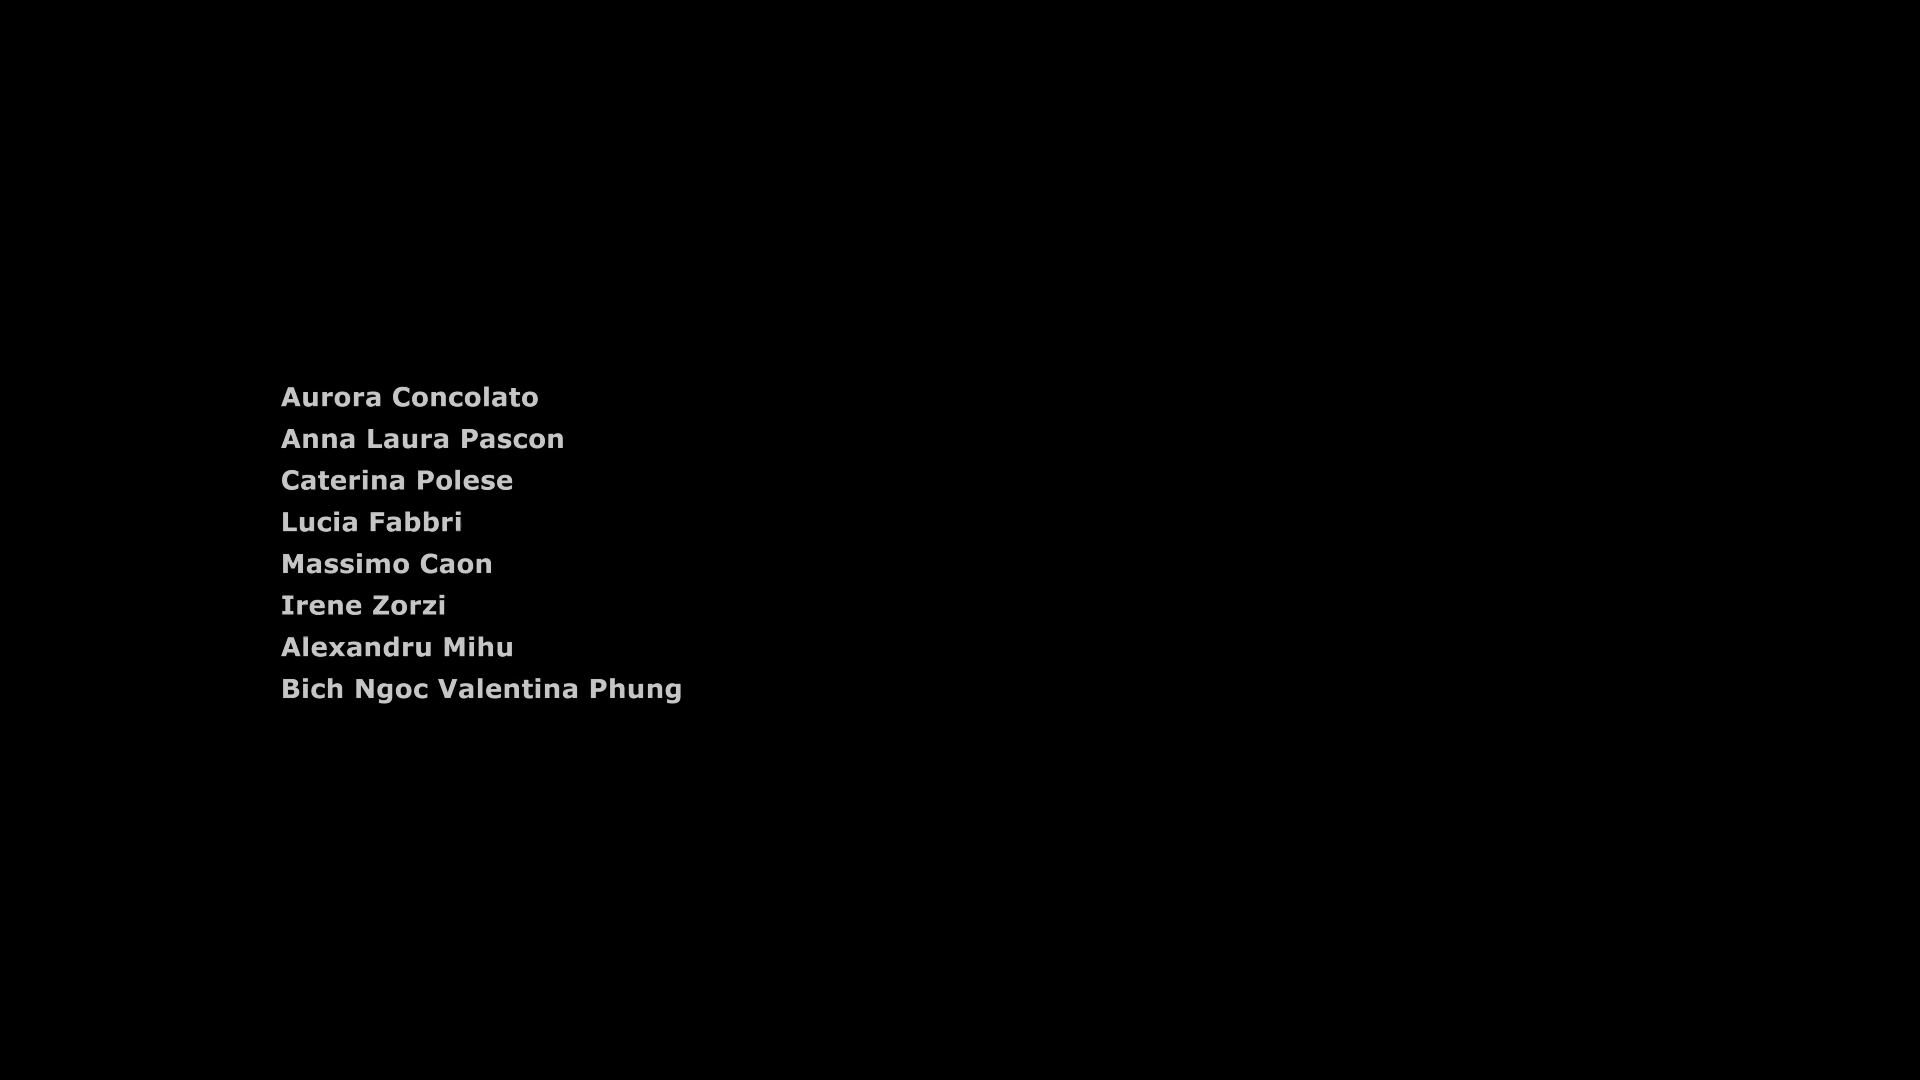 Aurora Concolato
Anna Laura Pascon
Caterina Polese
Lucia Fabbri
Massimo Caon
Irene Zorzi
Alexandru Mihu
Bich Ngoc Valentina Phung